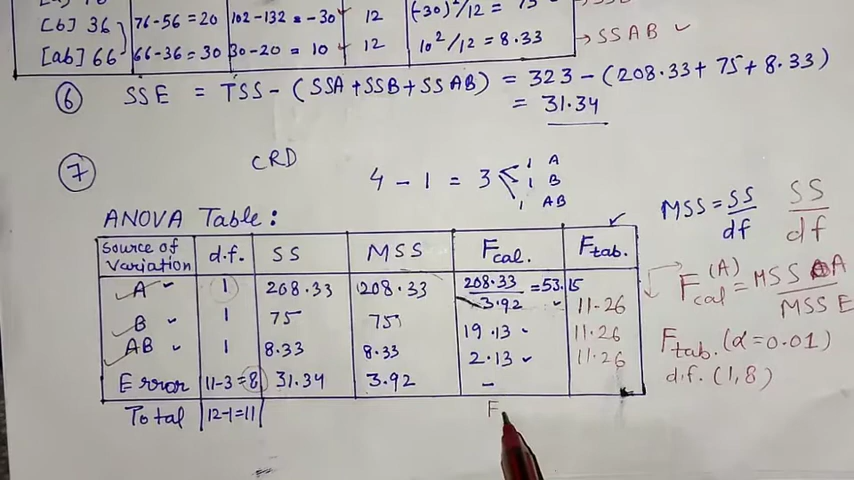 [b] 36 76-56=20 102-132=-30 12 (-30)²/12 = 75
[ab] 66 66-36=30 30-20=10 12 10²/12=8.33 → SSAB
⑥ SSE = TSS-(SSA+SSB+SSAB) = 323-(208.33+75+8.33)
= 31.34
⑦ CRD
4-1=3
1 A
1 B
1 AB
ANOVA Table:
Source of Variation d.f. SS MSS Fcal. Ftab.
A 1 208.33 208.33 208.33/3.92 = 53.15 11.26
B 1 75 75 19.13 11.26
AB 1 8.33 8.33 2.13 11.26
Error 11-3=8 31.34 3.92 -
Total 12-1=11
F
MSS = SS/df SS/df
Fcal(A) = MSS A/MSS E
Ftab.(α=0.01)
d.f. (1,8)